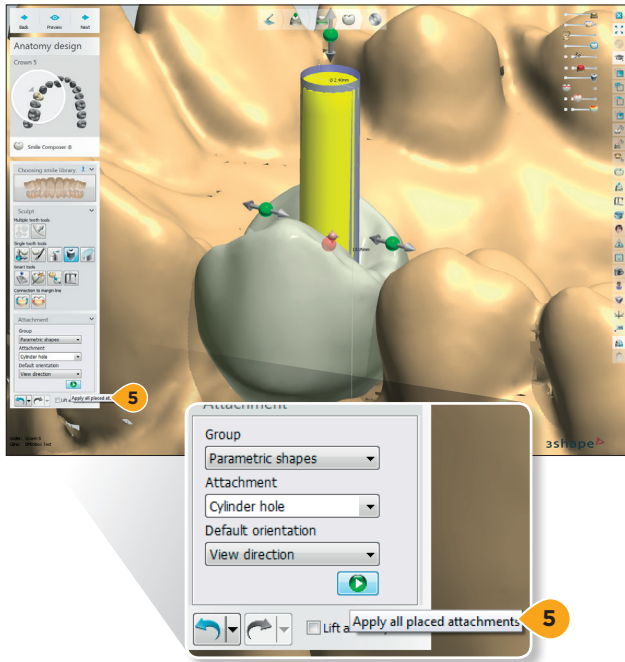 Back Preview Next
Anatomy design
Crown 5
Smile Composer ®
Choosing smile library
Sculpt
Multiple teeth tools
Single tooth tools
Smart tools
Connection to margin line
Attachment
Group
Parametric shapes
Attachment
Cylinder hole
Default orientation
View direction
Apply all placed at
5
Ø 2.40mm
3shape
Attachment
Group
Parametric shapes
Attachment
Cylinder hole
Default orientation
View direction
Lift a
Apply all placed attachments
5